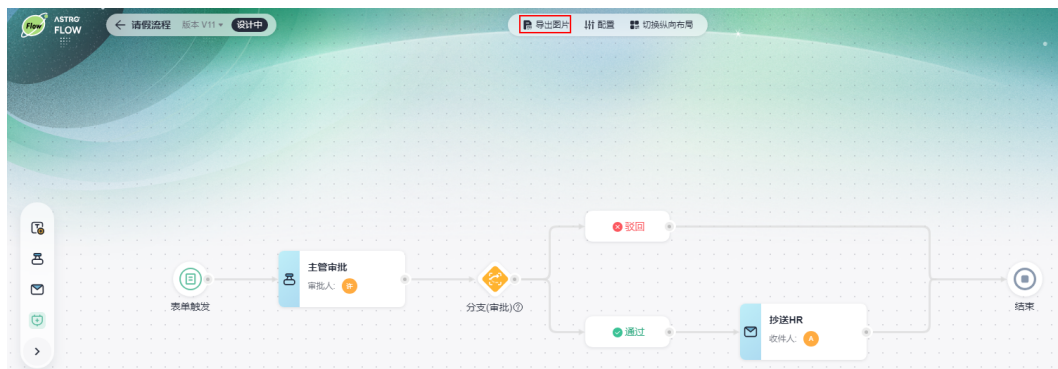 Flow
ASTRO
FLOW
请假流程 版本 V11 设计中
导出图片 配置 切换纵向布局
驳回
主管审批
审批人: 许
表单触发
分支(审批)
结束
通过
抄送HR
收件人: A